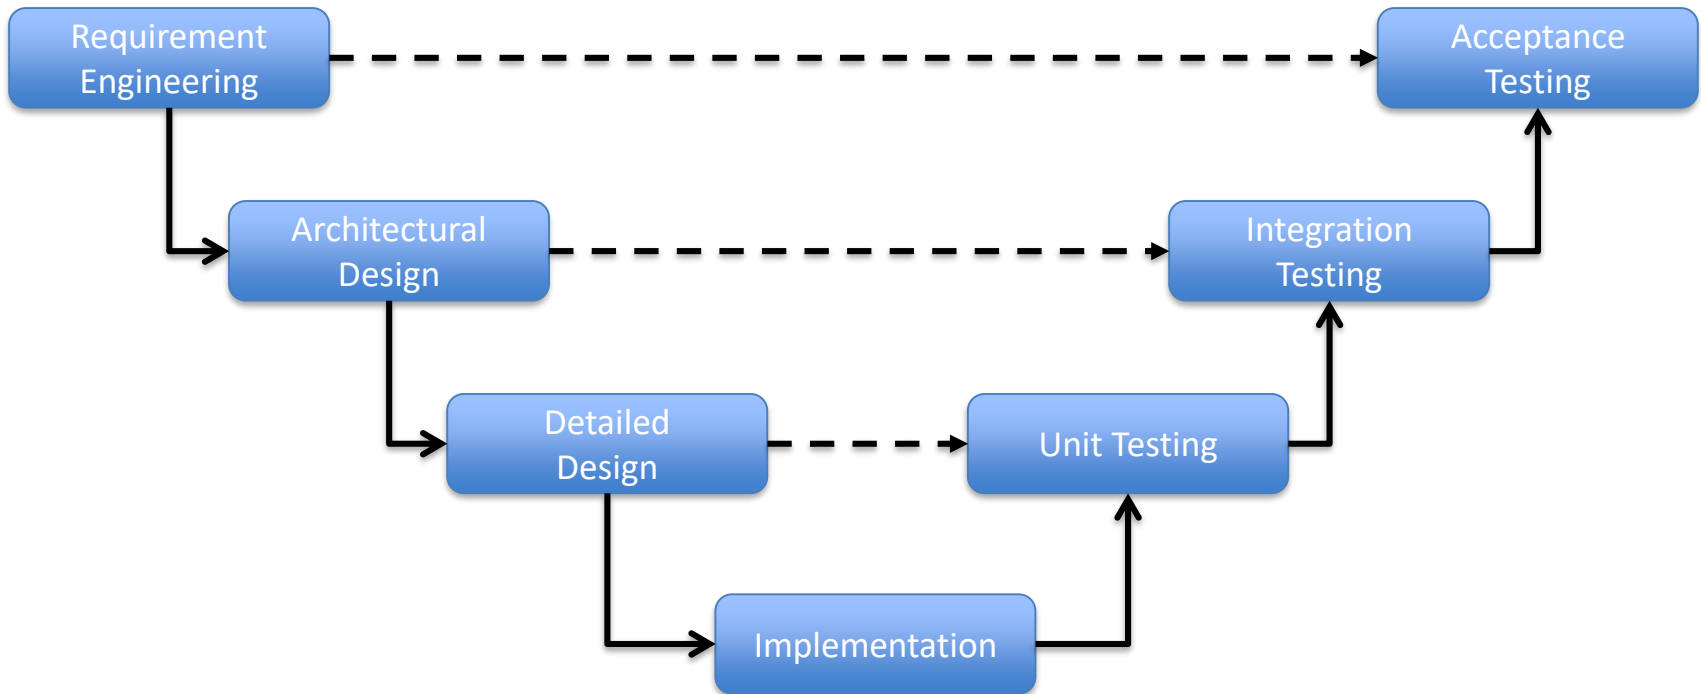 Requirement
Engineering
Acceptance
Testing
Architectural
Design
Integration
Testing
Detailed
Design
Unit Testing
Implementation